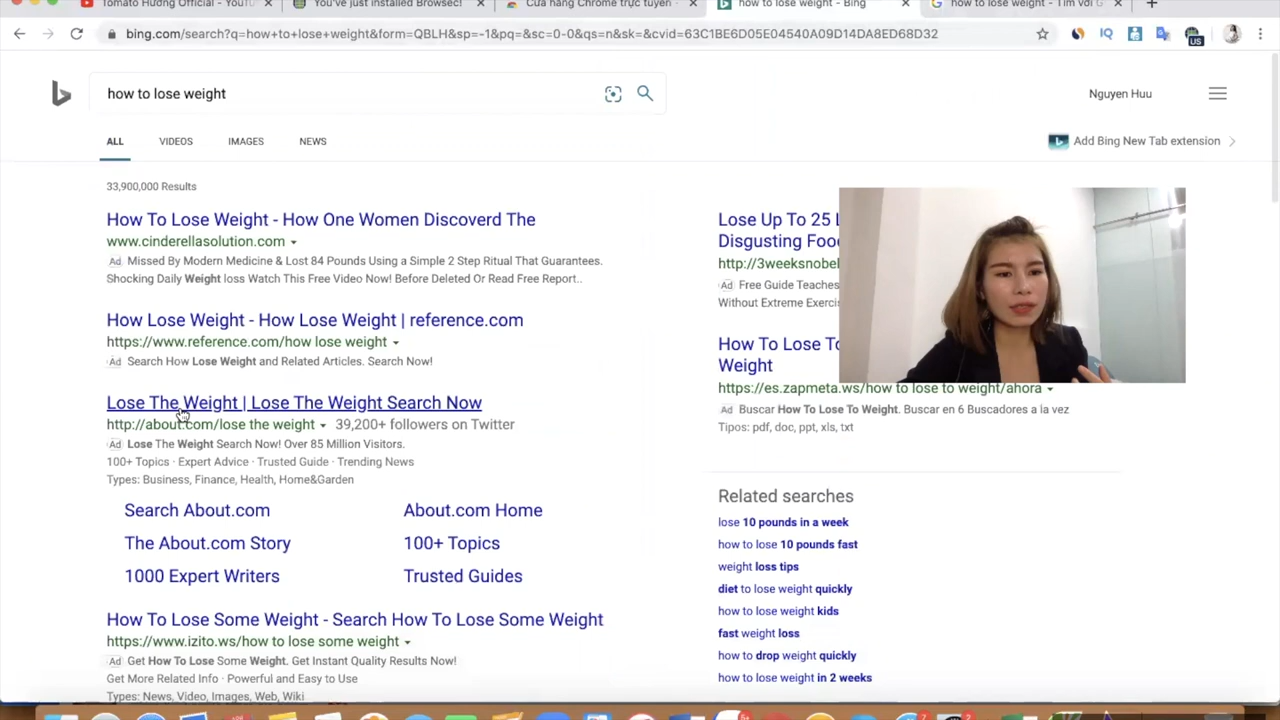 Tomato Hương Official - YouTu
You've just installed Browsec!
Cửa hàng Chrome trực tuyến
how to lose weight - Bing
how to lose weight - Tìm với G
bing.com/search?q=how+to+lose+weight&form=QBLH&sp=-1&pq=&sc=0-0&qs=n&sk=&cvid=63C1BE6D05E04540A09D14DA8ED68D32
IQ
US
how to lose weight
Nguyen Huu
ALL
VIDEOS
IMAGES
NEWS
Add Bing New Tab extension
33,900,000 Results
How To Lose Weight - How One Women Discoverd The
www.cinderellasolution.com
Ad Missed By Modern Medicine & Lost 84 Pounds Using a Simple 2 Step Ritual That Guarantees.
Shocking Daily Weight loss Watch This Free Video Now! Before Deleted Or Read Free Report..
How Lose Weight - How Lose Weight | reference.com
https://www.reference.com/how lose weight
Ad Search How Lose Weight and Related Articles. Search Now!
Lose The Weight | Lose The Weight Search Now
http://about.com/lose the weight 39,200+ followers on Twitter
Ad Lose The Weight Search Now! Over 85 Million Visitors.
100+ Topics · Expert Advice · Trusted Guide · Trending News
Types: Business, Finance, Health, Home&Garden
Search About.com
About.com Home
The About.com Story
100+ Topics
1000 Expert Writers
Trusted Guides
How To Lose Some Weight - Search How To Lose Some Weight
https://www.izito.ws/how to lose some weight
Ad Get How To Lose Some Weight. Get Instant Quality Results Now!
Get More Related Info · Powerful and Easy to Use
Types: News, Video, Images, Web, Wiki
Lose Up To 25 L
Disgusting Foo
http://3weeksnobel
Ad Free Guide Teaches
Without Extreme Exerci
How To Lose To
Weight
https://es.zapmeta.ws/how to lose to weight/ahora
Ad Buscar How To Lose To Weight. Buscar en 6 Buscadores a la vez
Tipos: pdf, doc, ppt, xls, txt
Related searches
lose 10 pounds in a week
how to lose 10 pounds fast
weight loss tips
diet to lose weight quickly
how to lose weight kids
fast weight loss
how to drop weight quickly
how to lose weight in 2 weeks